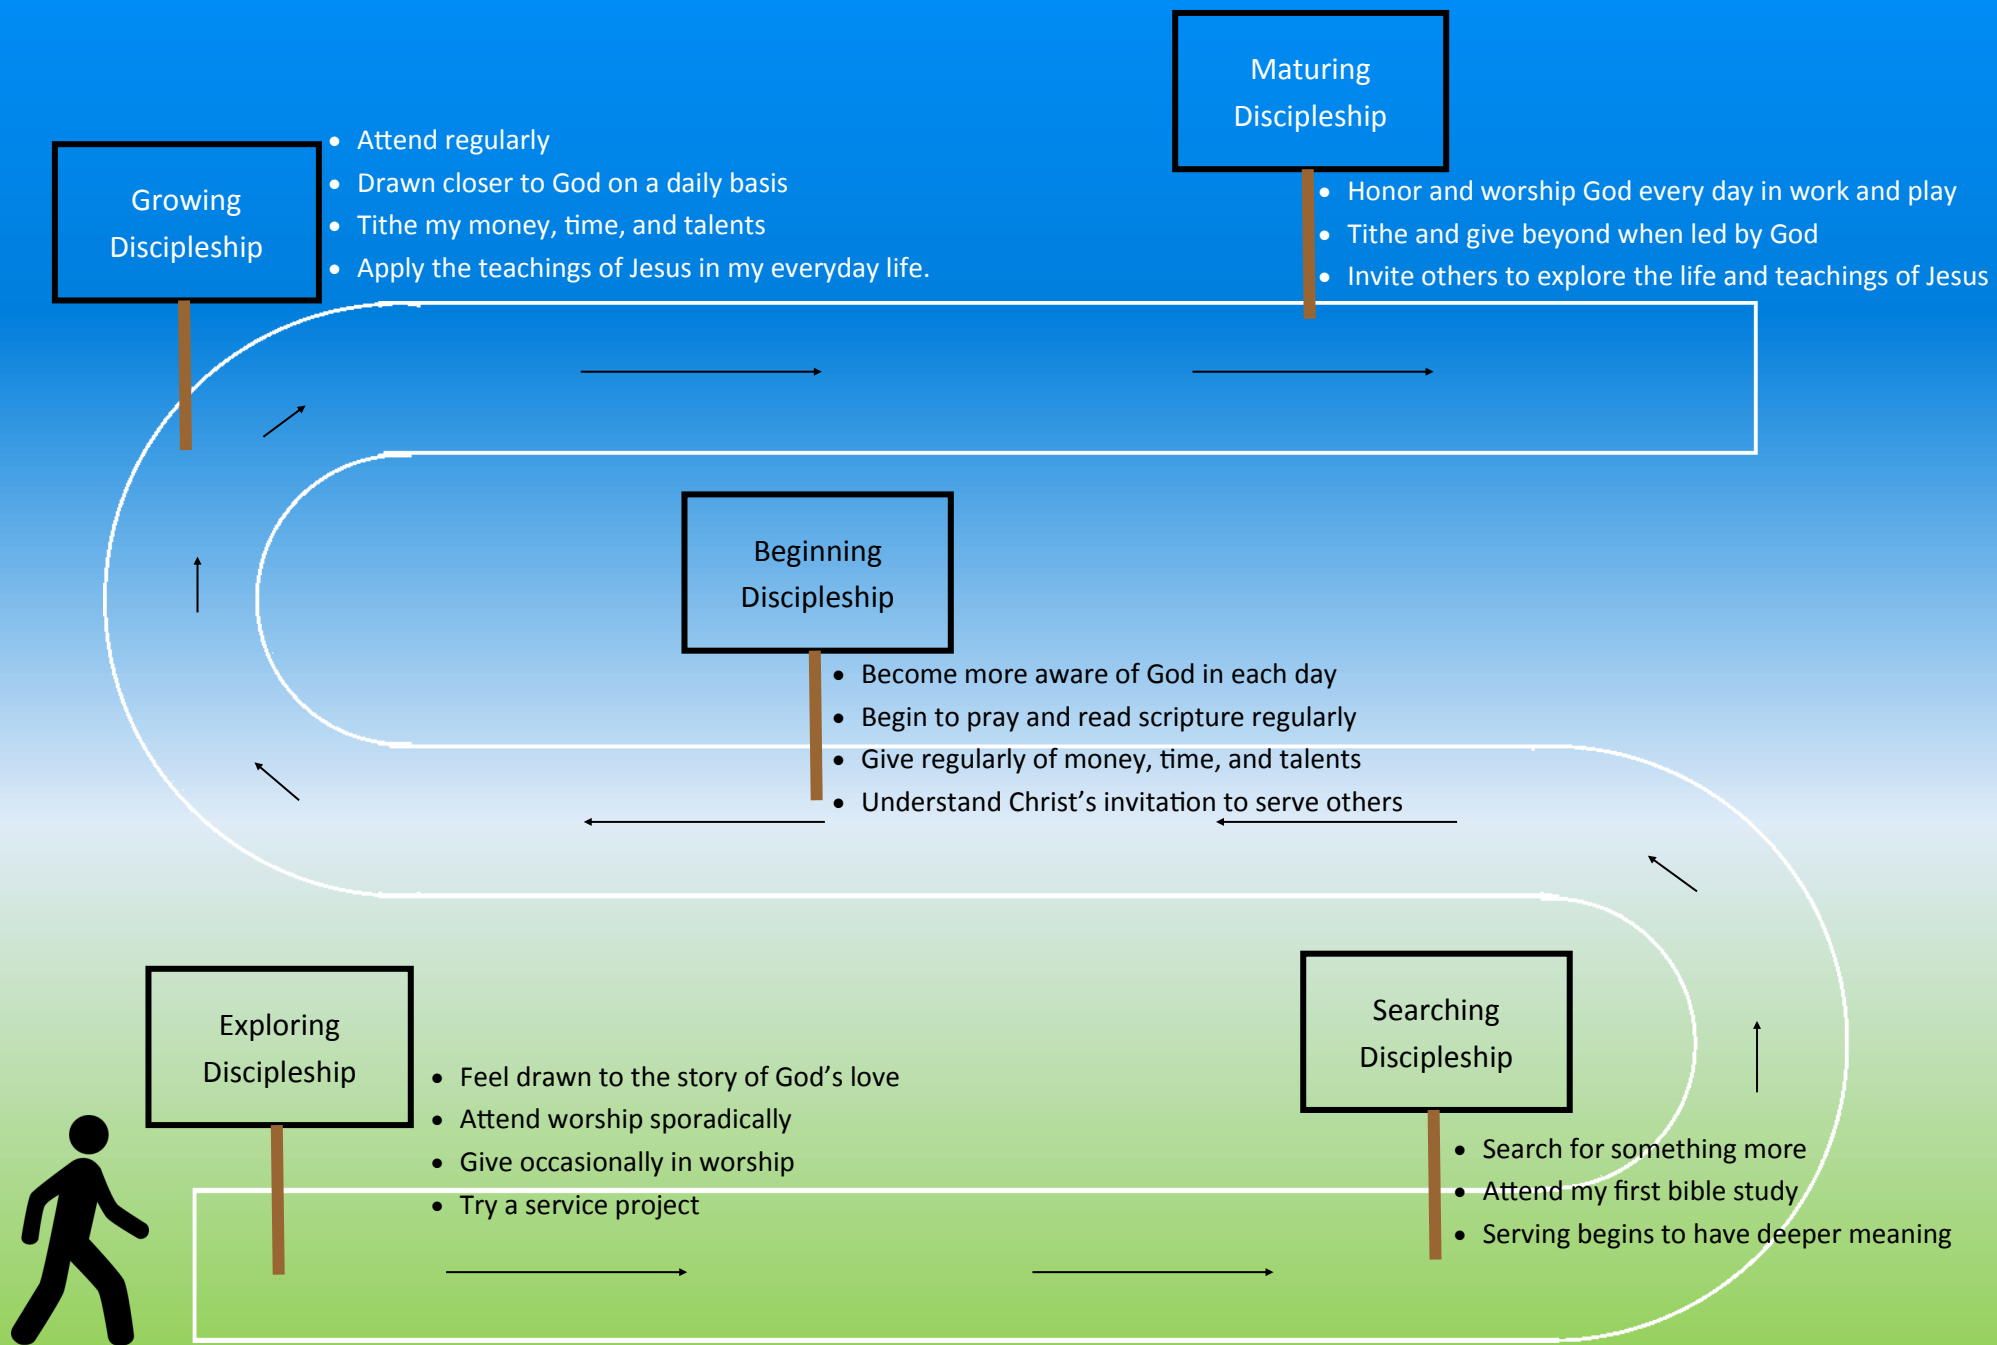 Maturing
Discipleship
• Honor and worship God every day in work and play
• Tithe and give beyond when led by God
• Invite others to explore the life and teachings of Jesus
Growing
Discipleship
• Attend regularly
• Drawn closer to God on a daily basis
• Tithe my money, time, and talents
• Apply the teachings of Jesus in my everyday life.
Beginning
Discipleship
• Become more aware of God in each day
• Begin to pray and read scripture regularly
• Give regularly of money, time, and talents
• Understand Christ’s invitation to serve others
Exploring
Discipleship
• Feel drawn to the story of God’s love
• Attend worship sporadically
• Give occasionally in worship
• Try a service project
Searching
Discipleship
• Search for something more
• Attend my first bible study
• Serving begins to have deeper meaning